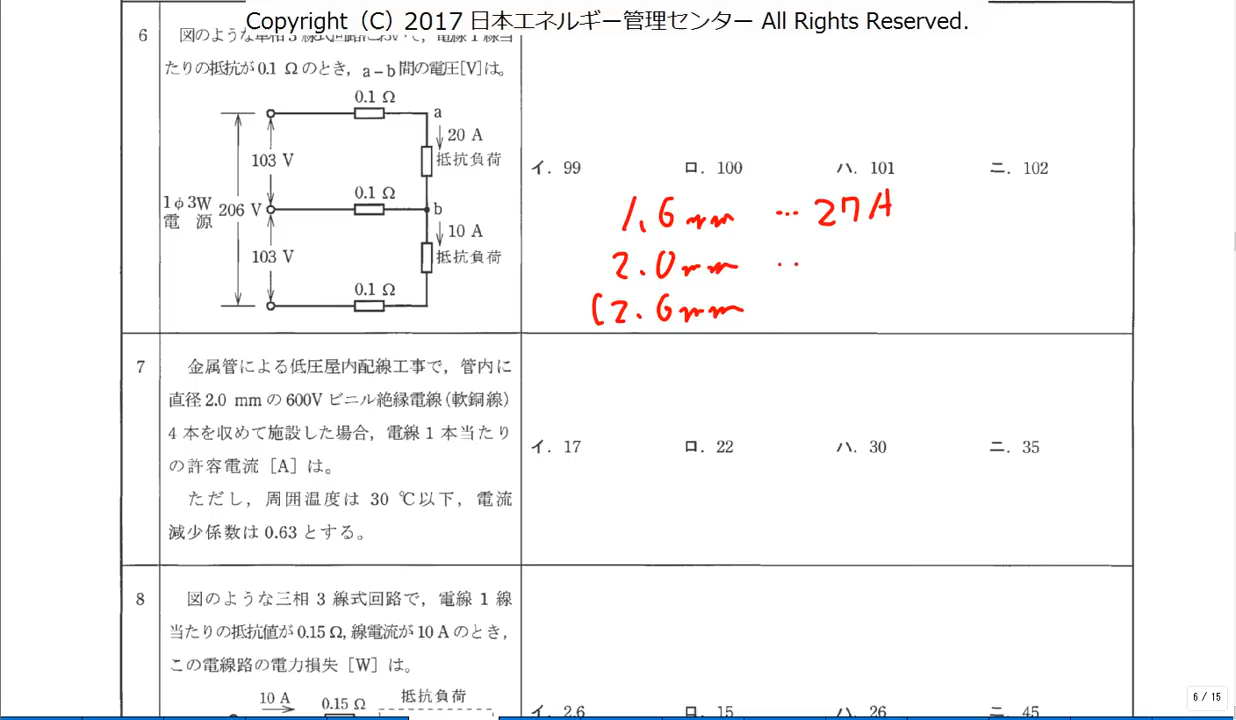 Copyright（C）2017 日本エネルギー管理センター All Rights Reserved.
6
図のような単相3線式回路において，電線1線当
たりの抵抗が0.1 Ωのとき，a－b間の電圧[V]は。
0.1 Ω
a
20 A
103 V
抵抗負荷
イ．99
ロ．100
ハ．101
ニ．102
1φ3W
電　源
206 V
0.1 Ω
b
10 A
103 V
抵抗負荷
0.1 Ω
1.6mm … 27A
2.0mm ‥
(2.6mm
7
金属管による低圧屋内配線工事で，管内に
直径2.0 mmの600Vビニル絶縁電線(軟銅線)
4本を収めて施設した場合，電線1本当たり
の許容電流［A］は。
ただし，周囲温度は 30 ℃以下，電流
減少係数は0.63とする。
イ．17
ロ．22
ハ．30
ニ．35
8
図のような三相3線式回路で，電線1線
当たりの抵抗値が0.15 Ω, 線電流が10 Aのとき，
この電線路の電力損失［W］は。
10 A
0.15 Ω
抵抗負荷
イ．2.6
ロ．15
ハ．26
ニ．45
6 / 15